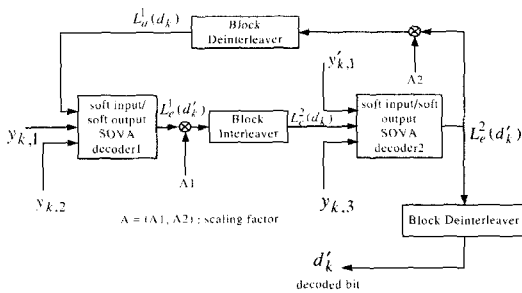 L_a^1(d_k)
Block
Deinterleaver
A2
y'_{k,1}
soft input/
soft output
SOVA
decoder1
L_e^1(d'_k)
Block
Interleaver
L_e^2(d_k)
soft input/soft
output
SOVA
decoder2
L_e^2(d'_k)
y_{k,1}
y_{k,2}
A1
y_{k,3}
A = (A1, A2) : scaling factor
Block Deinterleaver
d'_k
decoded bit